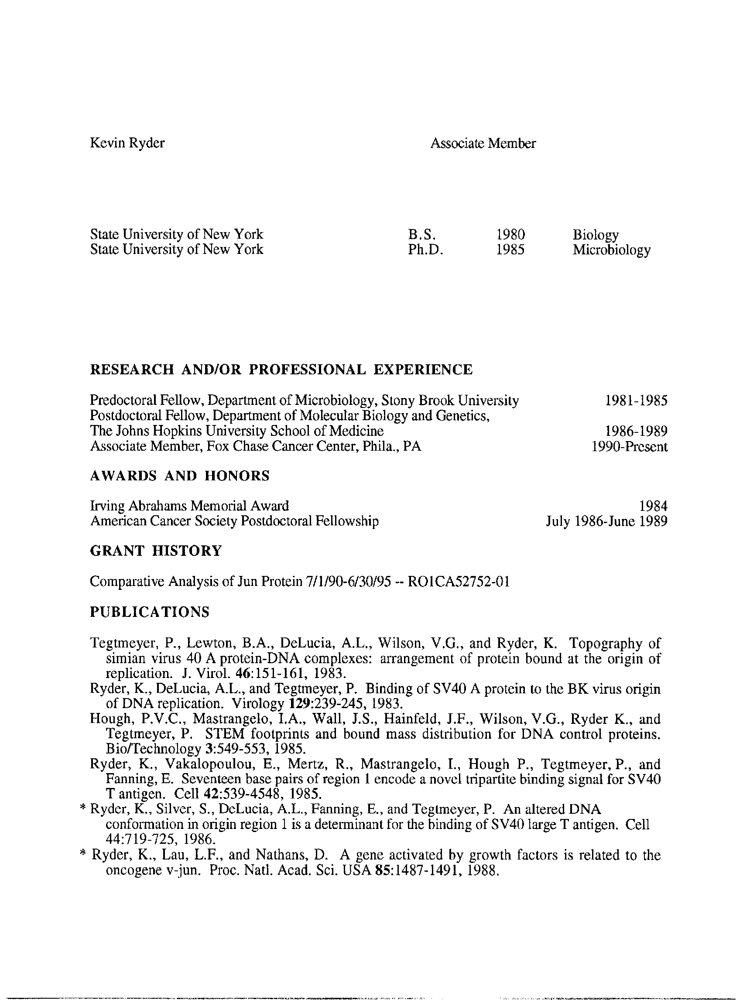 Kevin Ryder Associate Member
State University of New York B.S. 1980 Biology
State University of New York Ph.D. 1985 Microbiology
RESEARCH AND/OR PROFESSIONAL EXPERIENCE
Predoctoral Fellow, Department of Microbiology, Stony Brook University 1981-1985
Postdoctoral Fellow, Department of Molecular Biology and Genetics,
The Johns Hopkins University School of Medicine 1986-1989
Associate Member, Fox Chase Cancer Center, Phila., PA 1990-Present
AWARDS AND HONORS
Irving Abrahams Memorial Award 1984
American Cancer Society Postdoctoral Fellowship July 1986-June 1989
GRANT HISTORY
Comparative Analysis of Jun Protein 7/1/90-6/30/95 -- RO1CA52752-01
PUBLICATIONS
Tegtmeyer, P., Lewton, B.A., DeLucia, A.L., Wilson, V.G., and Ryder, K. Topography of
simian virus 40 A protein-DNA complexes: arrangement of protein bound at the origin of
replication. J. Virol. 46:151-161, 1983.
Ryder, K., DeLucia, A.L., and Tegtmeyer, P. Binding of SV40 A protein to the BK virus origin
of DNA replication. Virology 129:239-245, 1983.
Hough, P.V.C., Mastrangelo, I.A., Wall, J.S., Hainfeld, J.F., Wilson, V.G., Ryder K., and
Tegtmeyer, P. STEM footprints and bound mass distribution for DNA control proteins.
Bio/Technology 3:549-553, 1985.
Ryder, K., Vakalopoulou, E., Mertz, R., Mastrangelo, I., Hough P., Tegtmeyer, P., and
Fanning, E. Seventeen base pairs of region 1 encode a novel tripartite binding signal for SV40
T antigen. Cell 42:539-4548, 1985.
* Ryder, K., Silver, S., DeLucia, A.L., Fanning, E., and Tegtmeyer, P. An altered DNA
conformation in origin region 1 is a determinant for the binding of SV40 large T antigen. Cell
44:719-725, 1986.
* Ryder, K., Lau, L.F., and Nathans, D. A gene activated by growth factors is related to the
oncogene v-jun. Proc. Natl. Acad. Sci. USA 85:1487-1491, 1988.